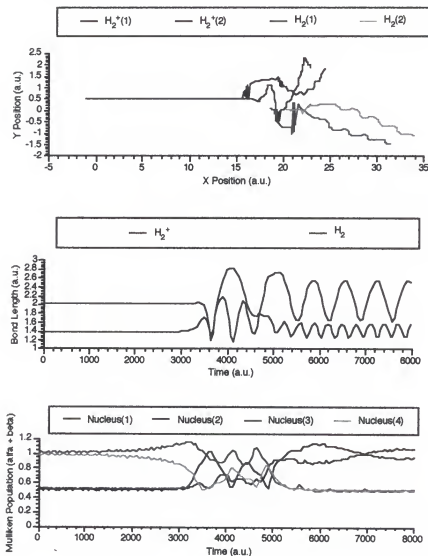 H2+(1) H2+(2) H2(1) H2(2)
Y Position (a.u.)
2.5
2
1.5
1
0.5
0
-0.5
-1
-1.5
-2
-5 0 5 10 15 20 25 30 35
X Position (a.u.)
H2+ H2
Bond Length (a.u.)
3
2.8
2.6
2.4
2.2
2
1.8
1.6
1.4
1.2
1
0 1000 2000 3000 4000 5000 6000 7000 8000
Time (a.u.)
Nucleus(1) Nucleus(2) Nucleus(3) Nucleus(4)
Mulliken Population (alfa + beta)
1.2
1
0.8
0.6
0.4
0.2
0
0 1000 2000 3000 4000 5000 6000 7000 8000
Time (a.u.)